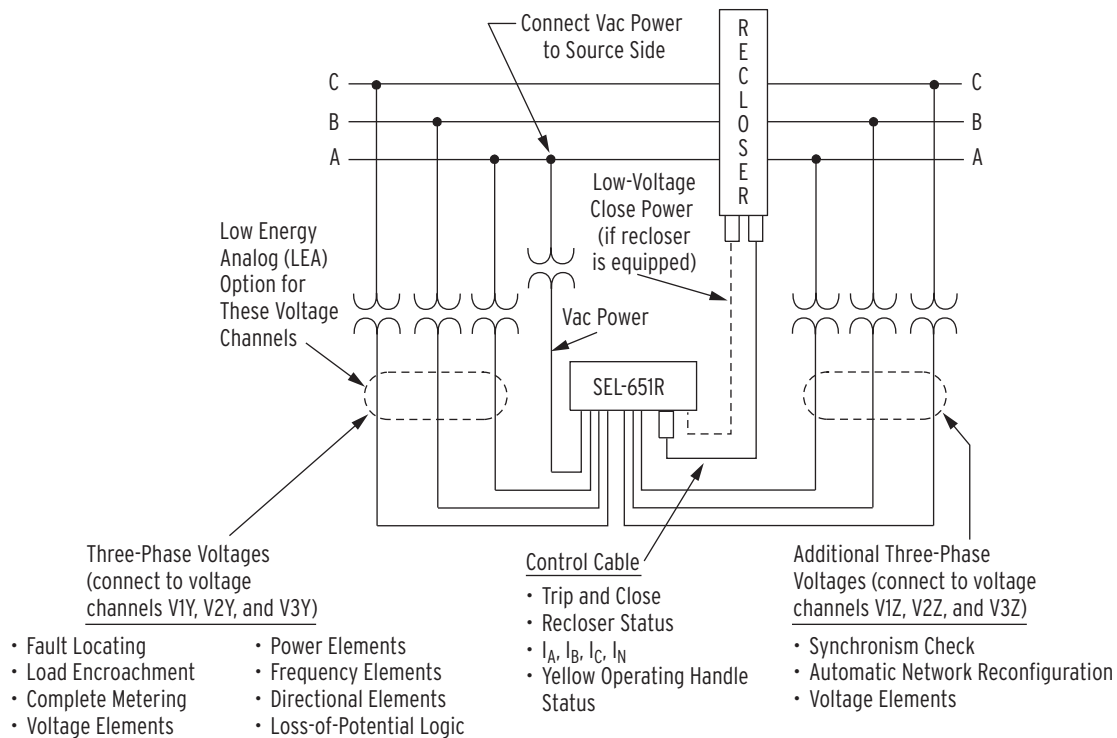 Connect Vac Power
to Source Side
RECLOSER
C
B
A
C
B
A
Low-Voltage
Close Power
(if recloser
is equipped)
Low Energy
Analog (LEA)
Option for
These Voltage
Channels
Vac Power
SEL-651R
Three-Phase Voltages
(connect to voltage
channels V1Y, V2Y, and V3Y)
• Fault Locating
• Load Encroachment
• Complete Metering
• Voltage Elements
• Power Elements
• Frequency Elements
• Directional Elements
• Loss-of-Potential Logic
Control Cable
• Trip and Close
• Recloser Status
• IA, IB, IC, IN
• Yellow Operating Handle
Status
Additional Three-Phase
Voltages (connect to voltage
channels V1Z, V2Z, and V3Z)
• Synchronism Check
• Automatic Network Reconfiguration
• Voltage Elements